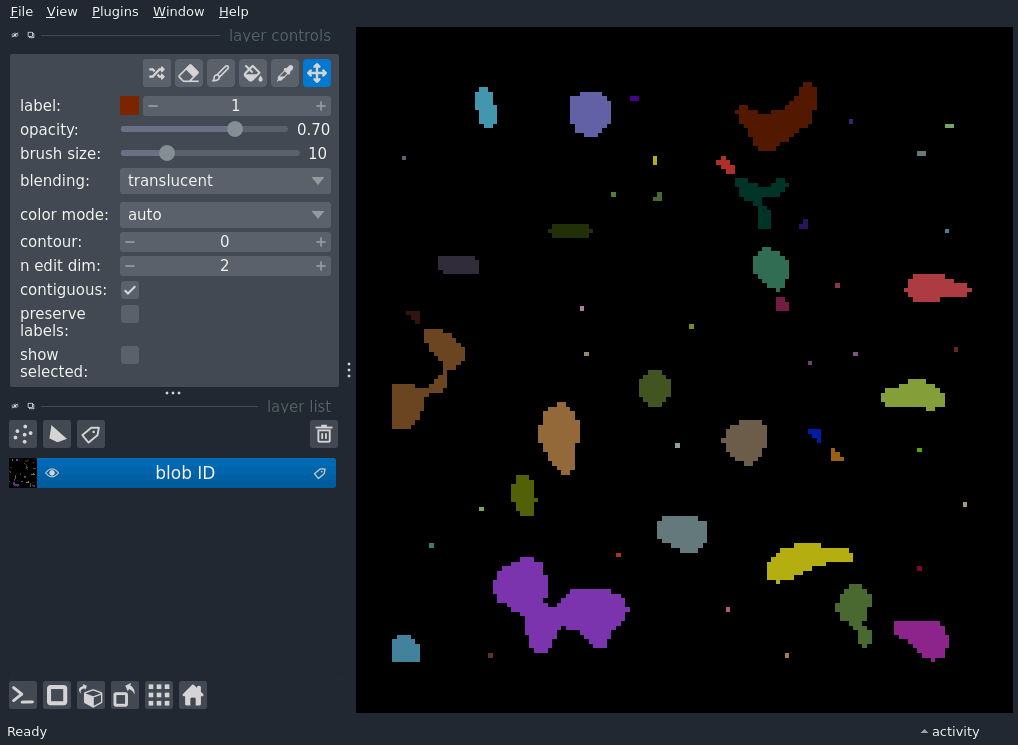 File View Plugins Window Help
layer controls
label: 1
opacity: 0.70
brush size: 10
blending: translucent
color mode: auto
contour: 0
n edit dim: 2
contiguous:
preserve
labels:
show
selected:
layer list
blob ID
Ready
activity